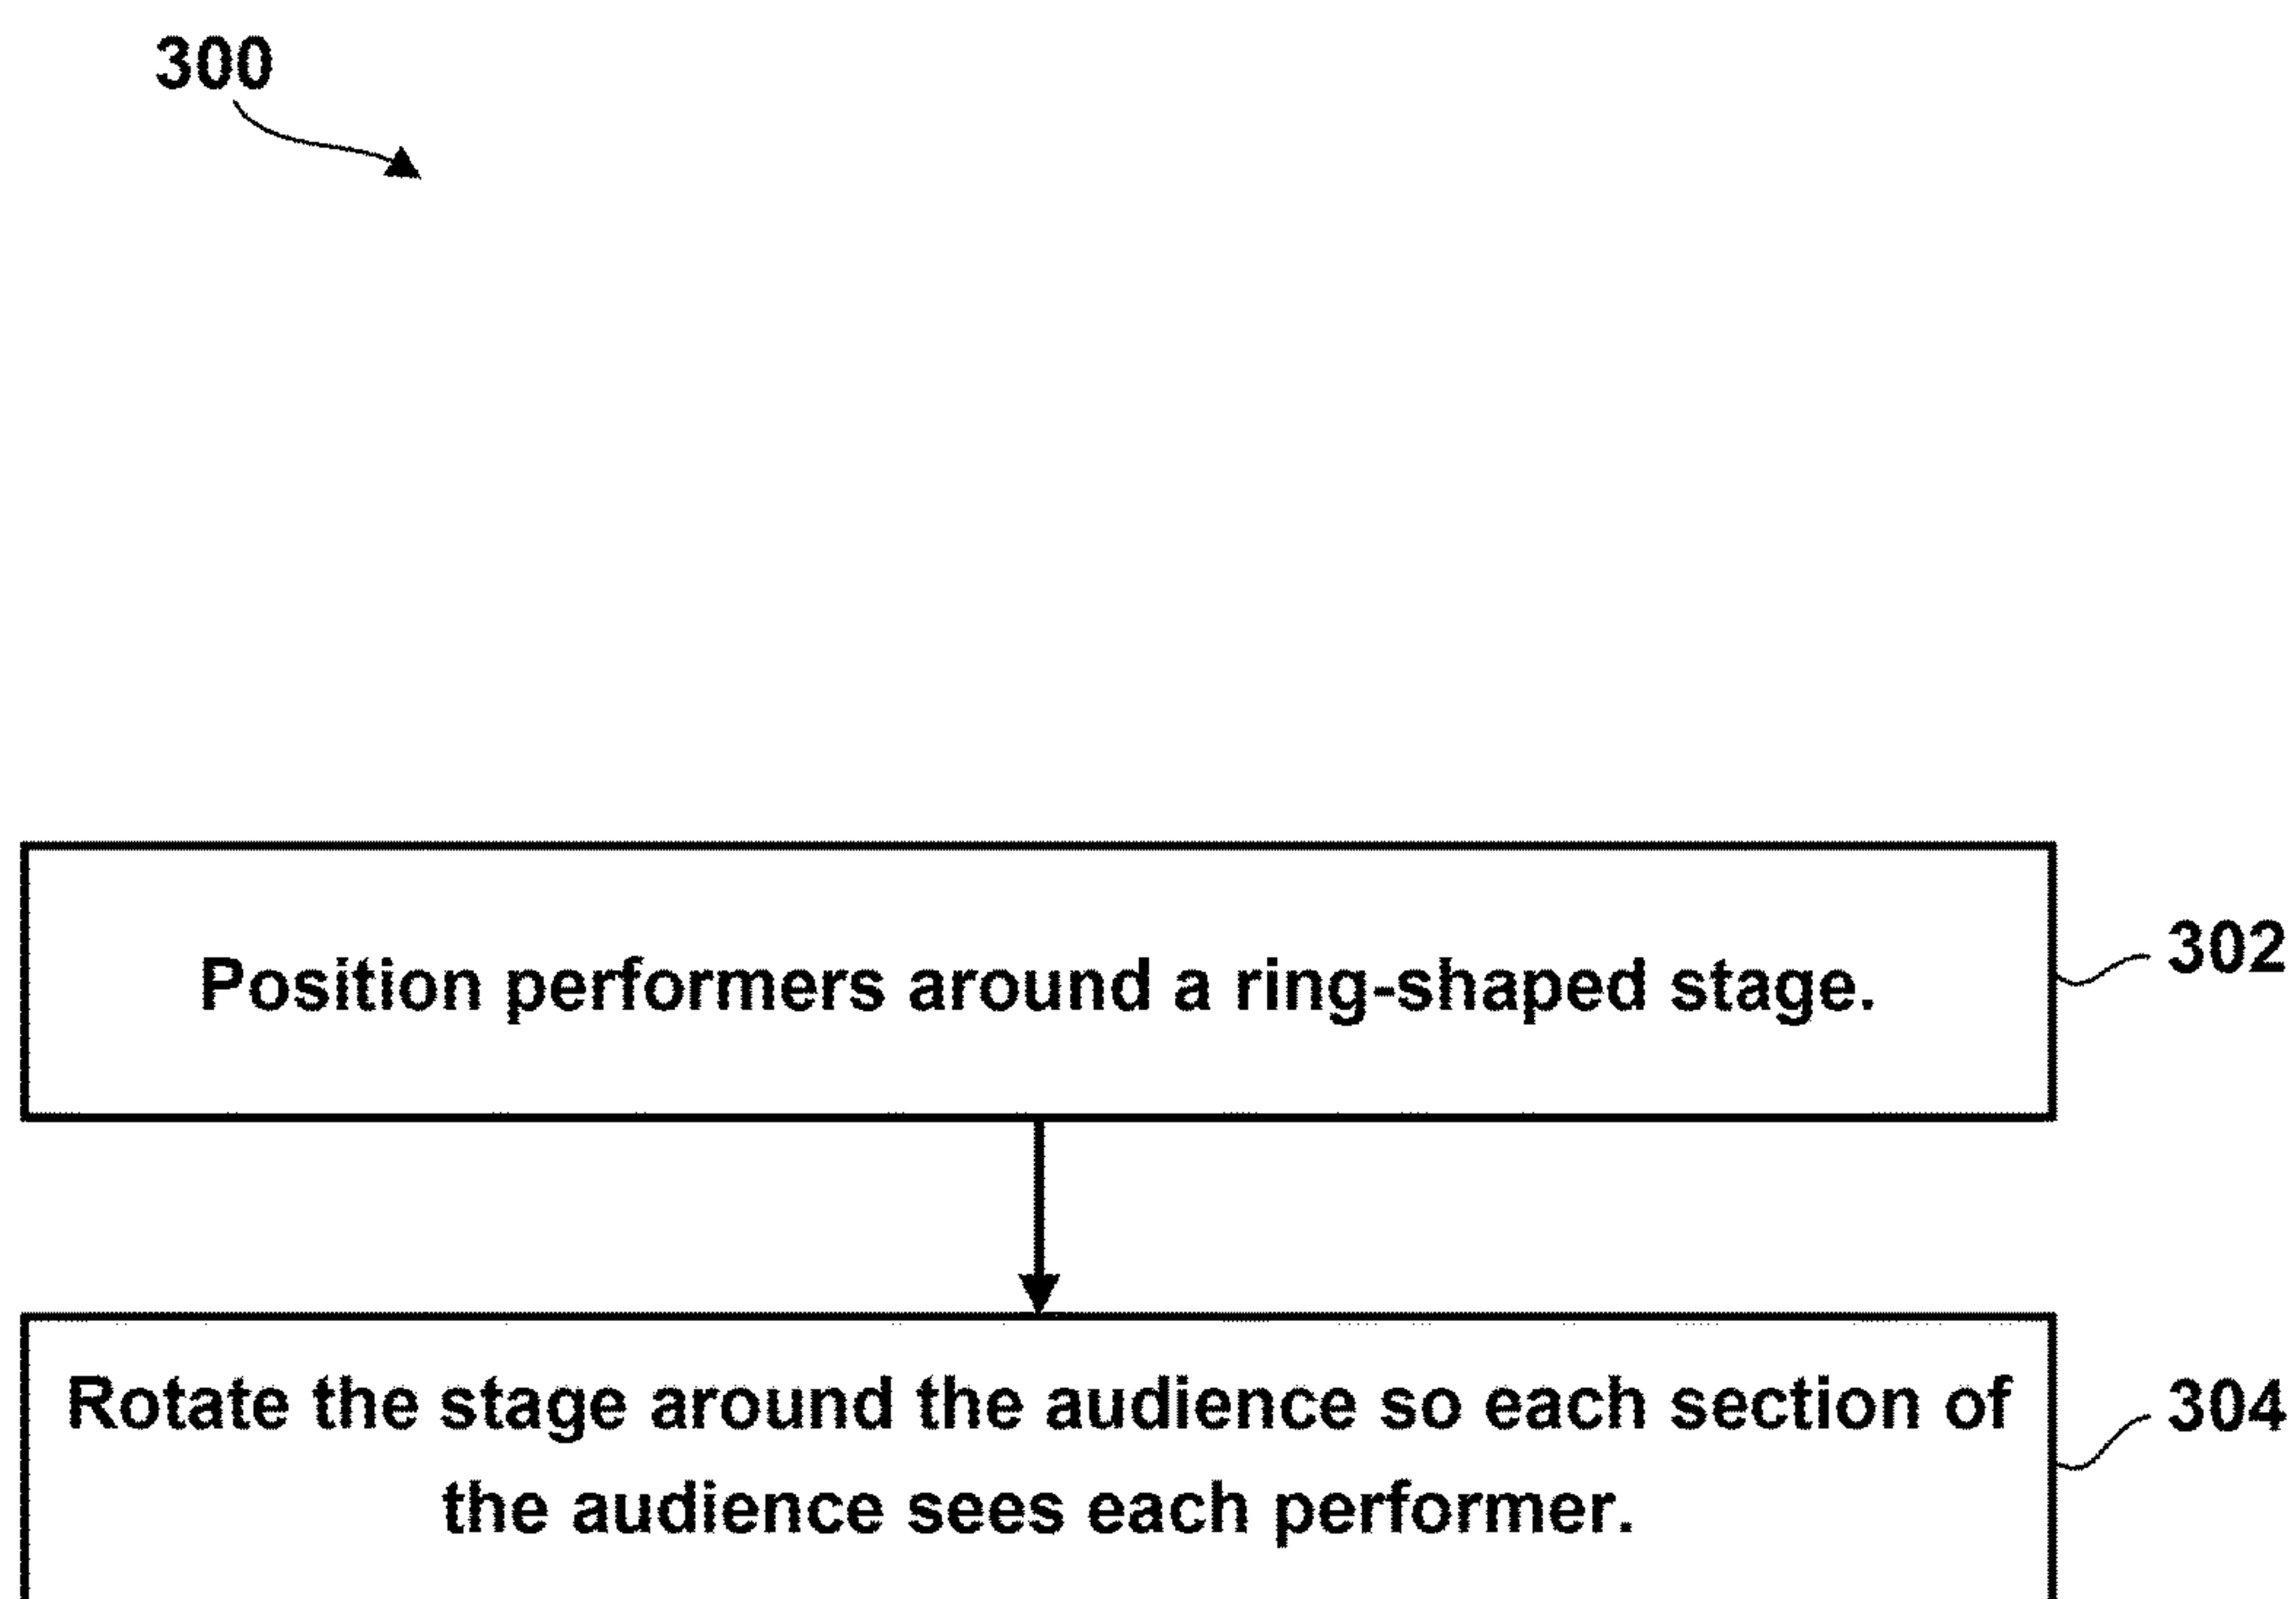 300
Position performers around a ring-shaped stage.
302
Rotate the stage around the audience so each section of
the audience sees each performer.
304